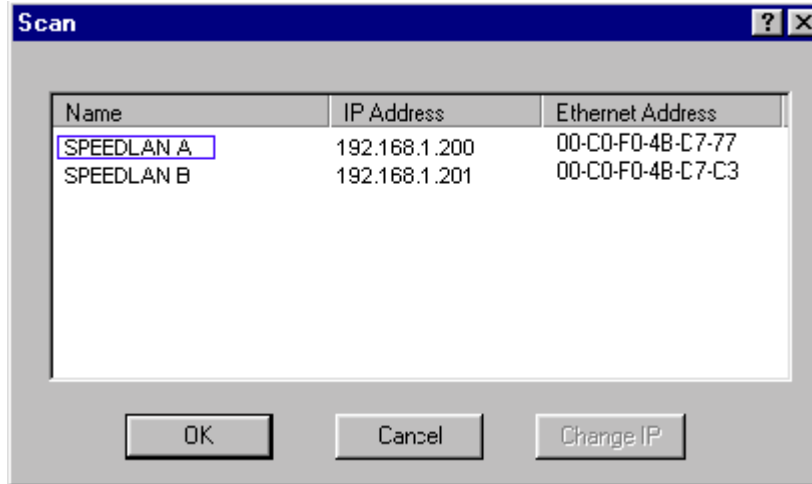 Scan
Name IP Address Ethernet Address
SPEEDLAN A 192.168.1.200 00-C0-F0-4B-C7-77
SPEEDLAN B 192.168.1.201 00-C0-F0-4B-C7-C3
OK Cancel Change IP